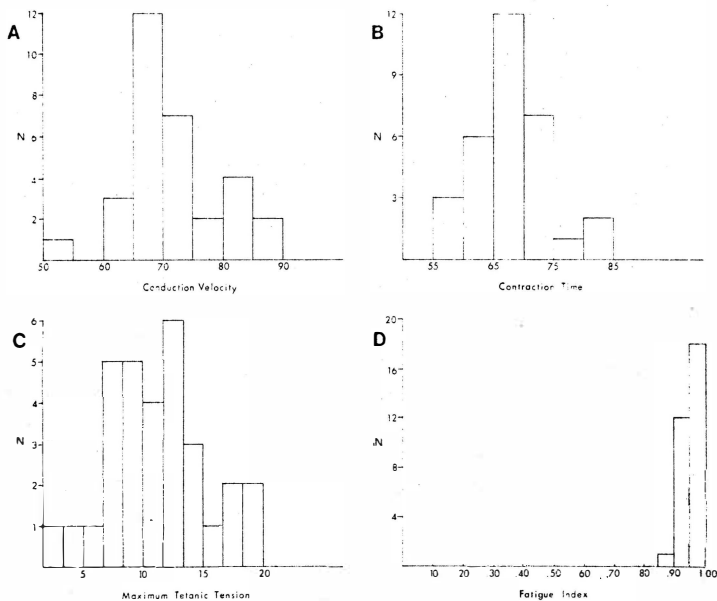 A
12
10
8
6
4
2
N
50 60 70 80 90
Conduction Velocity
B
12
9
6
3
N
55 65 75 85
Contraction Time
C
6
5
4
3
2
1
N
5 10 15 20
Maximum Tetanic Tension
D
20
16
12
8
4
N
10 .20 .30 .40 50 .60 .70 .80 .90 1.00
Fatigue Index